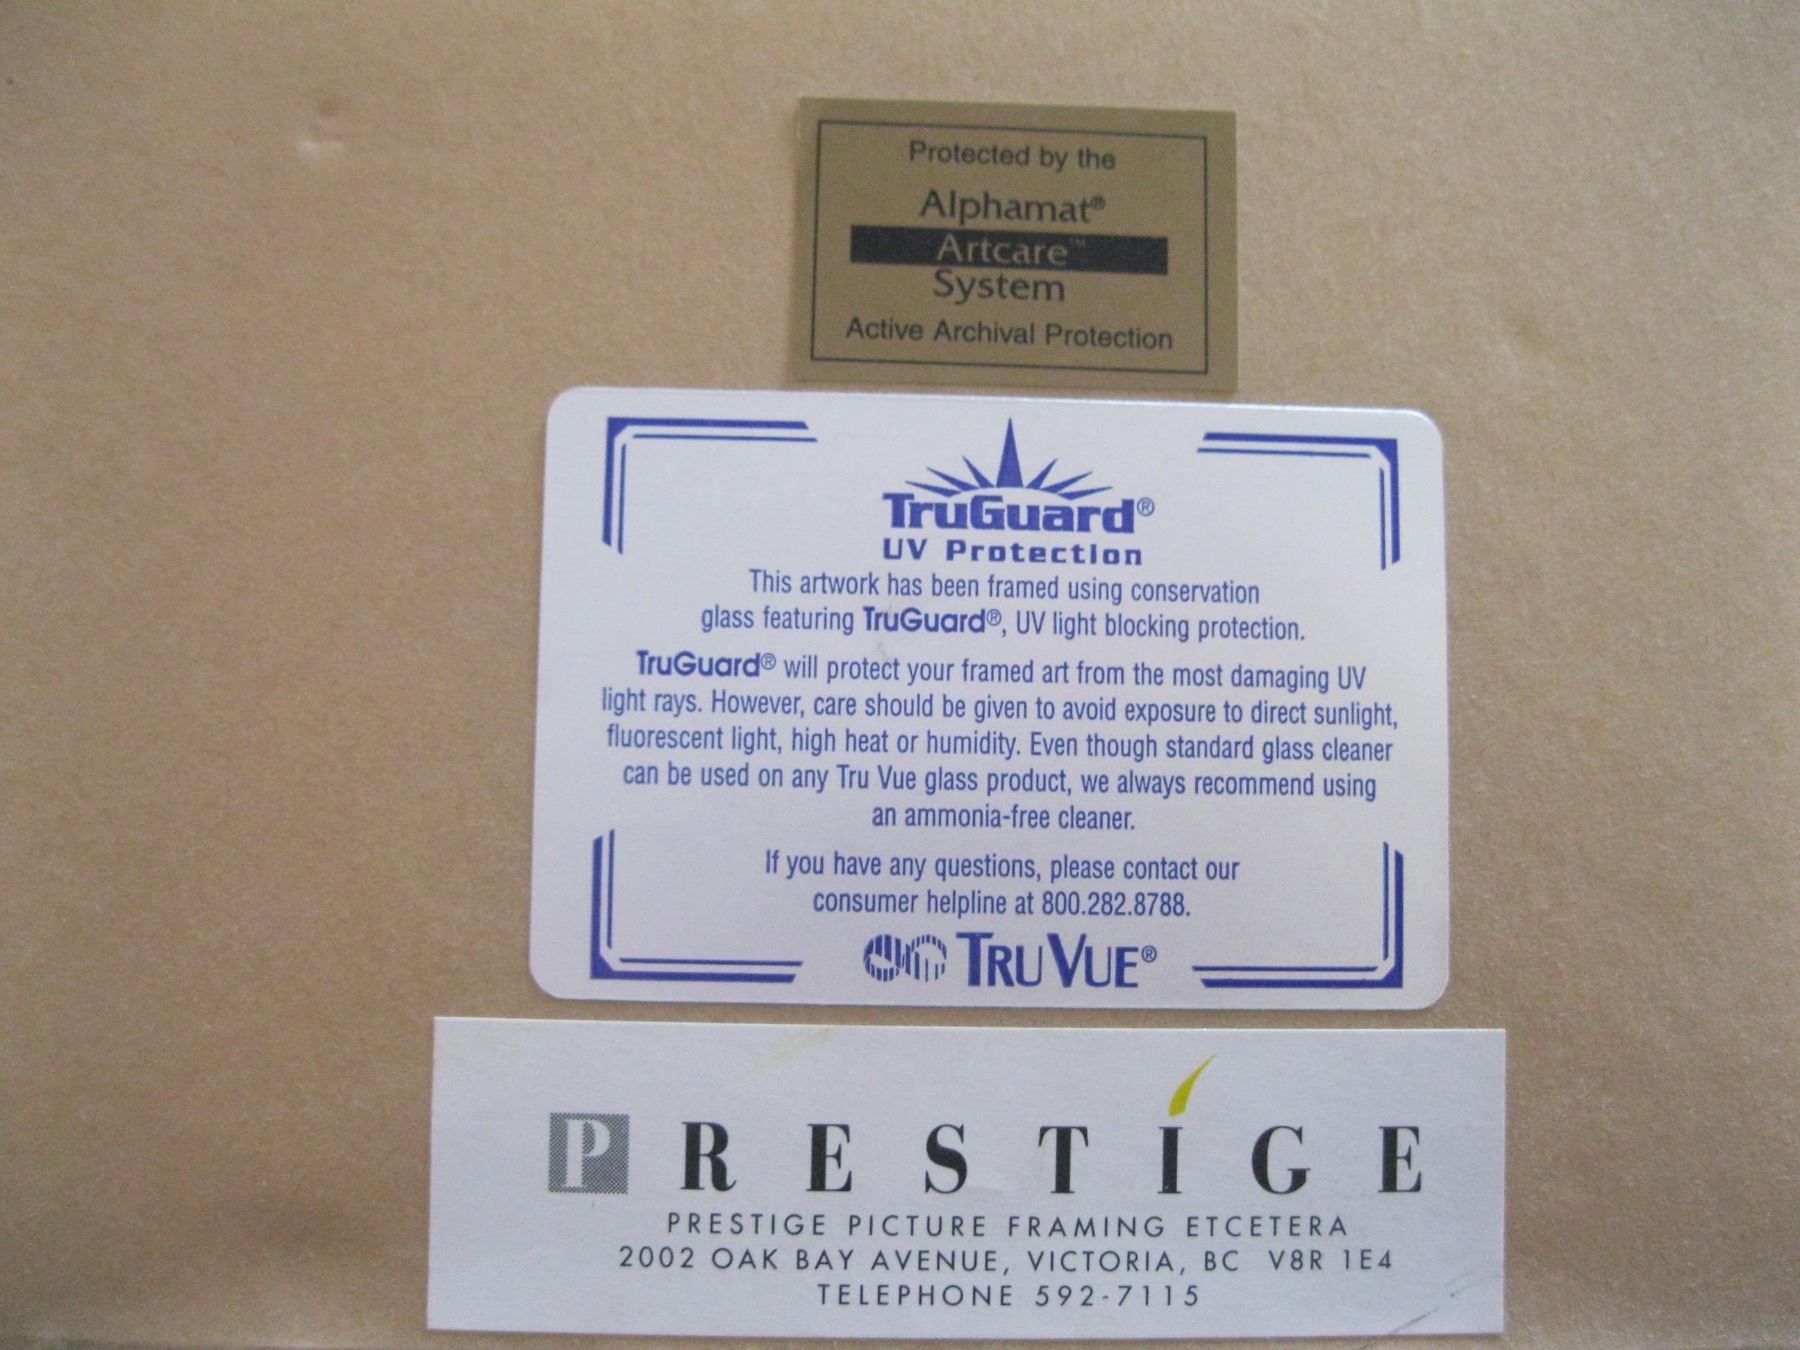 Protected by the
Alphamat®
Artcare™
System
Active Archival Protection
TruGuard®
UV Protection
This artwork has been framed using conservation
glass featuring TruGuard®, UV light blocking protection.
TruGuard® will protect your framed art from the most damaging UV
light rays. However, care should be given to avoid exposure to direct sunlight,
fluorescent light, high heat or humidity. Even though standard glass cleaner
can be used on any Tru Vue glass product, we always recommend using
an ammonia-free cleaner.
If you have any questions, please contact our
consumer helpline at 800.282.8788.
TRU VUE®
PRESTIGE
PRESTIGE PICTURE FRAMING ETCETERA
2002 OAK BAY AVENUE, VICTORIA, BC V8R 1E4
TELEPHONE 592-7115